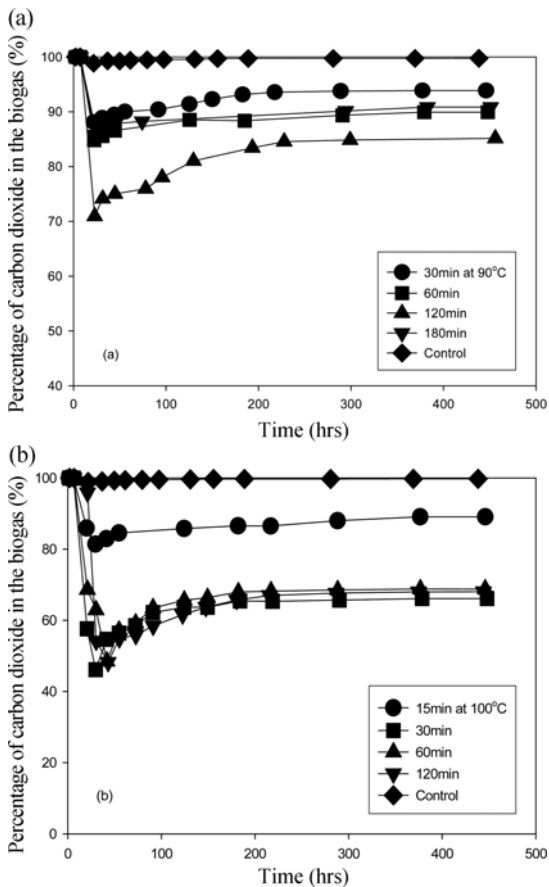 (a)
Percentage of carbon dioxide in the biogas (%)
100
90
80
70
60
50
40
30min at 90°C
60min
120min
180min
Control
(a)
0 100 200 300 400 500
Time (hrs)
(b)
Percentage of carbon dioxide in the biogas (%)
100
80
60
40
20
0
15min at 100°C
30min
60min
120min
Control
(b)
0 100 200 300 400 500
Time (hrs)